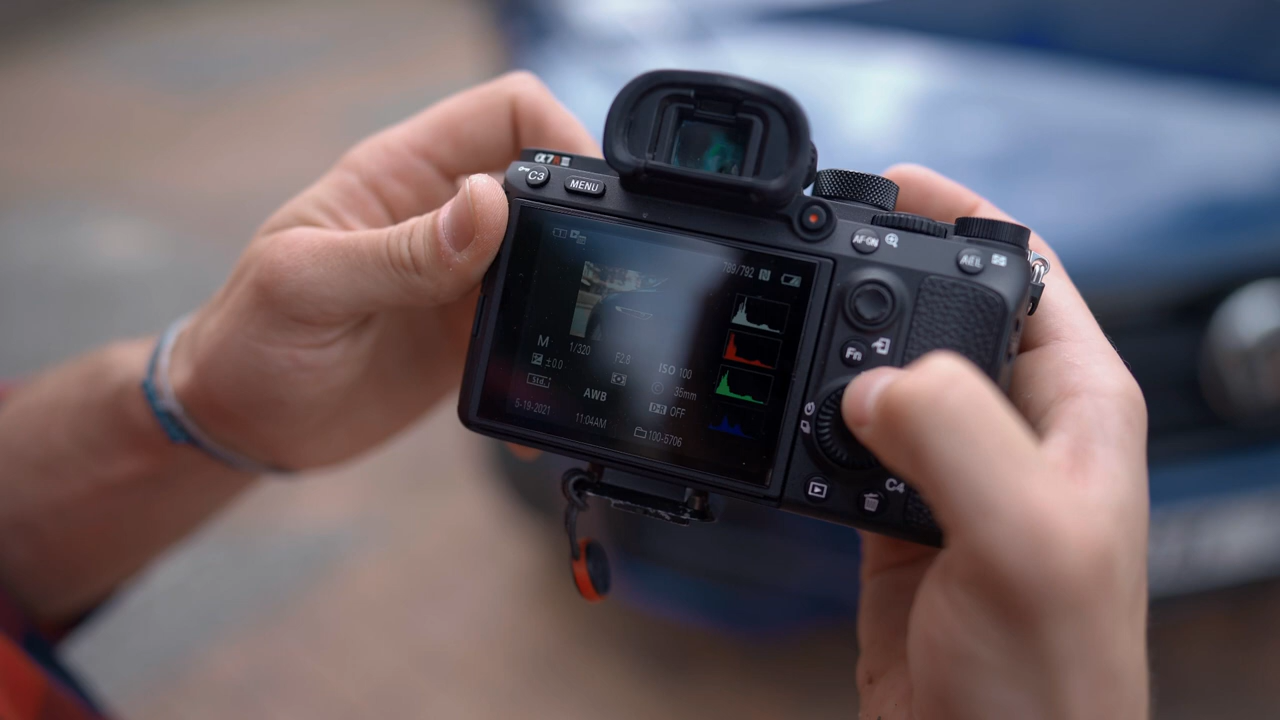 α7RIII
C3
MENU
AF-ON
AEL
789/792
M
1/320
F2.8
ISO 100
±0.0
35mm
Std.
AWB
D-R OFF
5-19-2021
11:04AM
100-5706
Fn
C4